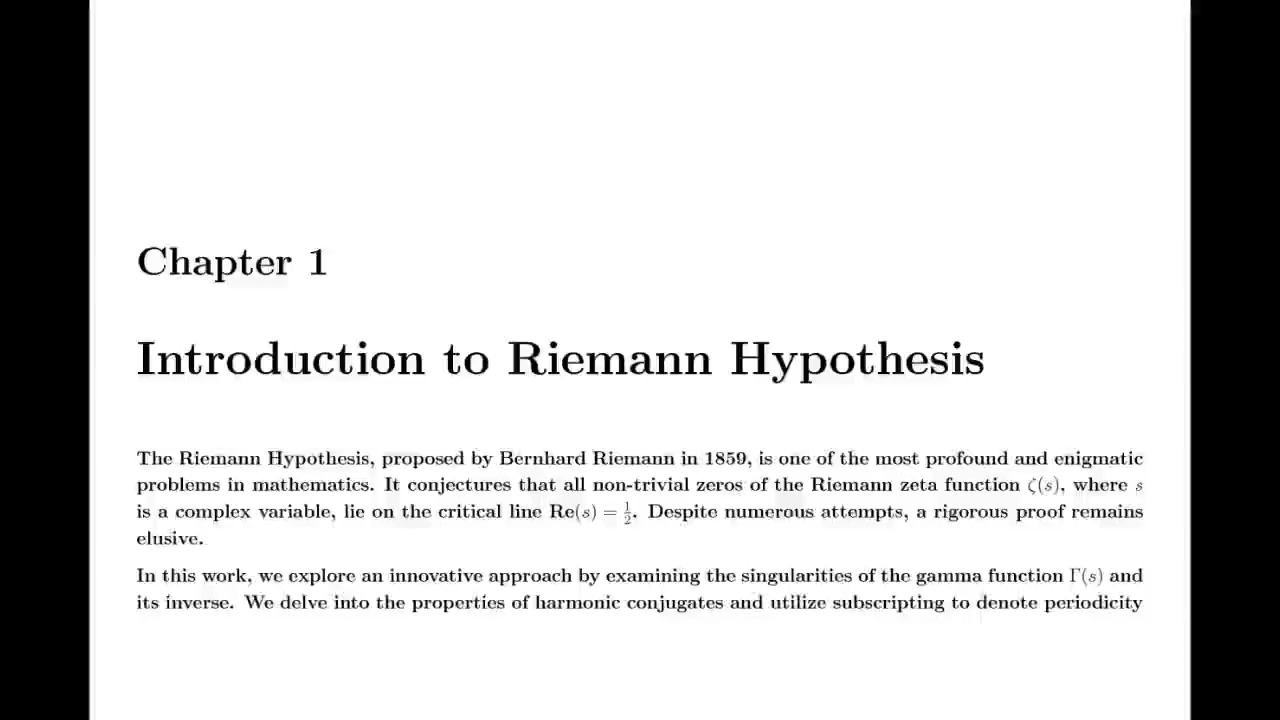 Chapter 1
Introduction to Riemann Hypothesis
The Riemann Hypothesis, proposed by Bernhard Riemann in 1859, is one of the most profound and enigmatic
problems in mathematics. It conjectures that all non-trivial zeros of the Riemann zeta function ζ(s), where s
is a complex variable, lie on the critical line Re(s) = 1/2. Despite numerous attempts, a rigorous proof remains
elusive.
In this work, we explore an innovative approach by examining the singularities of the gamma function Γ(s) and
its inverse. We delve into the properties of harmonic conjugates and utilize subscripting to denote periodicity